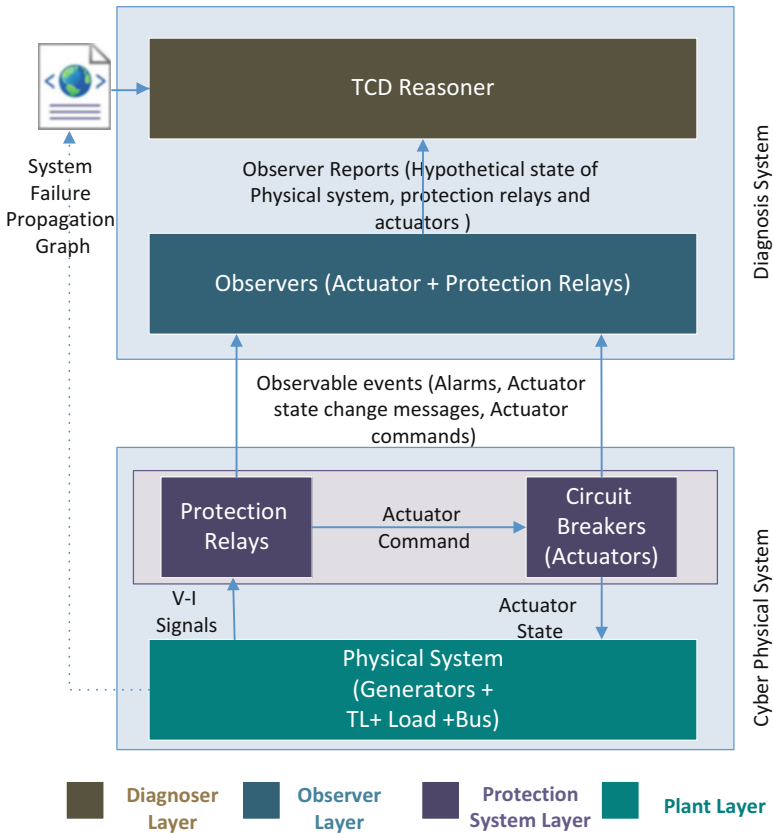 TCD Reasoner
System
Failure
Propagation
Graph
Observer Reports (Hypothetical state of
Physical system, protection relays and
actuators )
Observers (Actuator + Protection Relays)
Diagnosis System
Observable events (Alarms, Actuator
state change messages, Actuator
commands)
Protection
Relays
Actuator
Command
Circuit
Breakers
(Actuators)
V-I
Signals
Actuator
State
Physical System
(Generators +
TL+ Load +Bus)
Cyber Physical System
Diagnoser
Layer
Observer
Layer
Protection
System Layer
Plant Layer